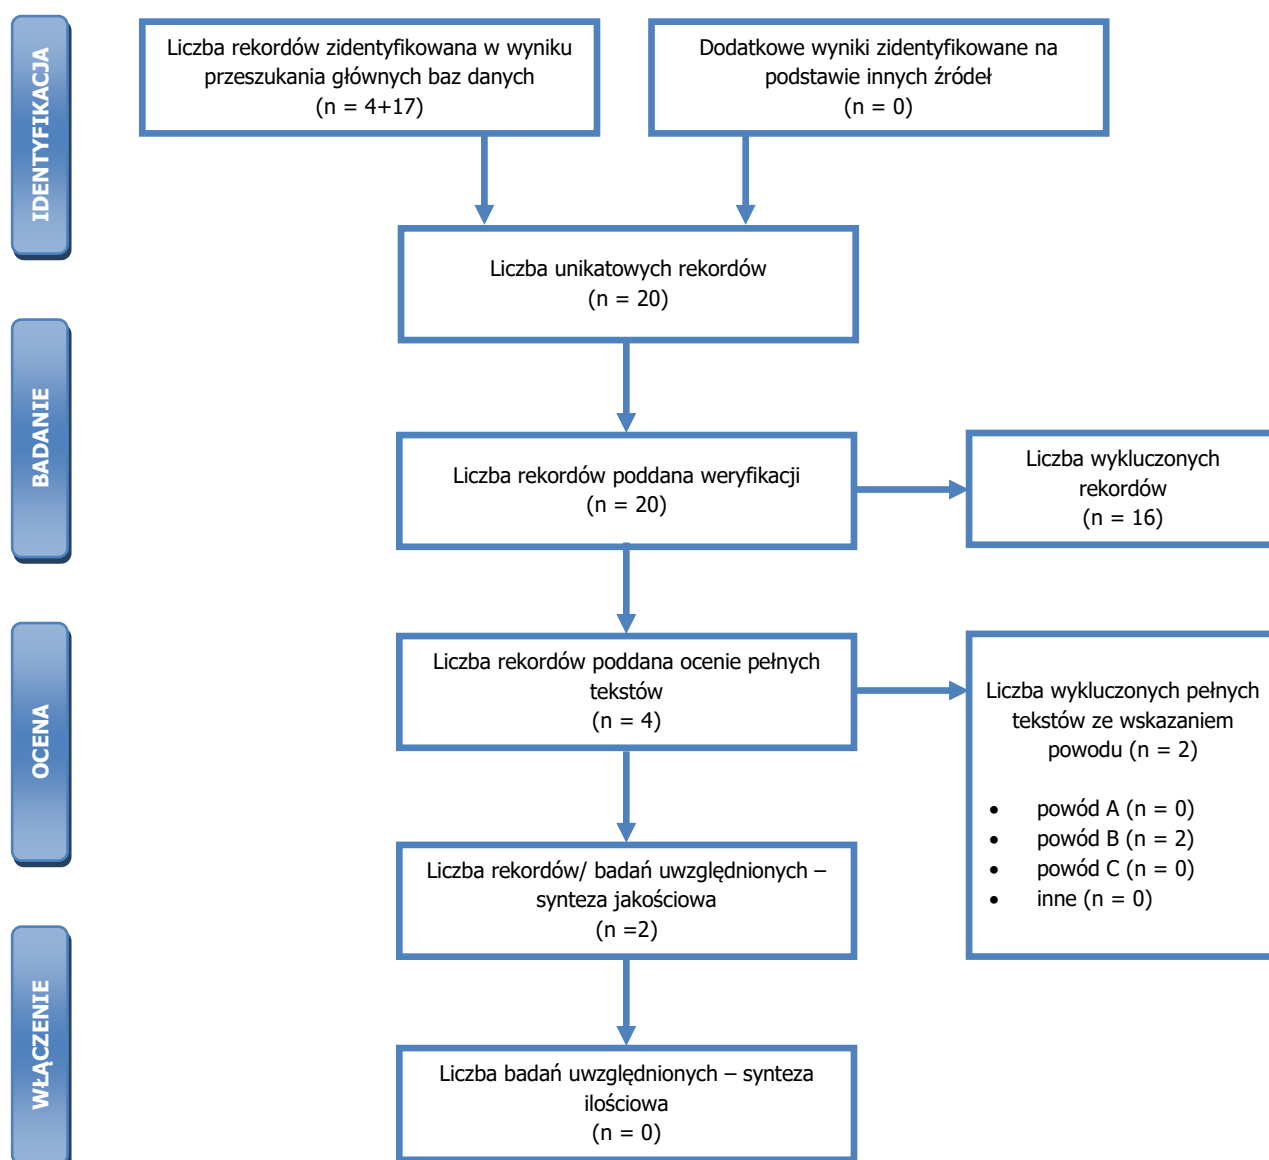 IDENTYFIKACJA
Liczba rekordów zidentyfikowana w wyniku
przeszukania głównych baz danych
(n = 4+17)
Dodatkowe wyniki zidentyfikowane na
podstawie innych źródeł
(n = 0)
Liczba unikatowych rekordów
(n = 20)
BADANIE
Liczba rekordów poddana weryfikacji
(n = 20)
Liczba wykluczonych
rekordów
(n = 16)
OCENA
Liczba rekordów poddana ocenie pełnych
tekstów
(n = 4)
Liczba wykluczonych pełnych
tekstów ze wskazaniem
powodu (n = 2)
• powód A (n = 0)
• powód B (n = 2)
• powód C (n = 0)
• inne (n = 0)
Liczba rekordów/ badań uwzględnionych –
synteza jakościowa
(n =2)
WŁĄCZENIE
Liczba badań uwzględnionych – synteza
ilościowa
(n = 0)